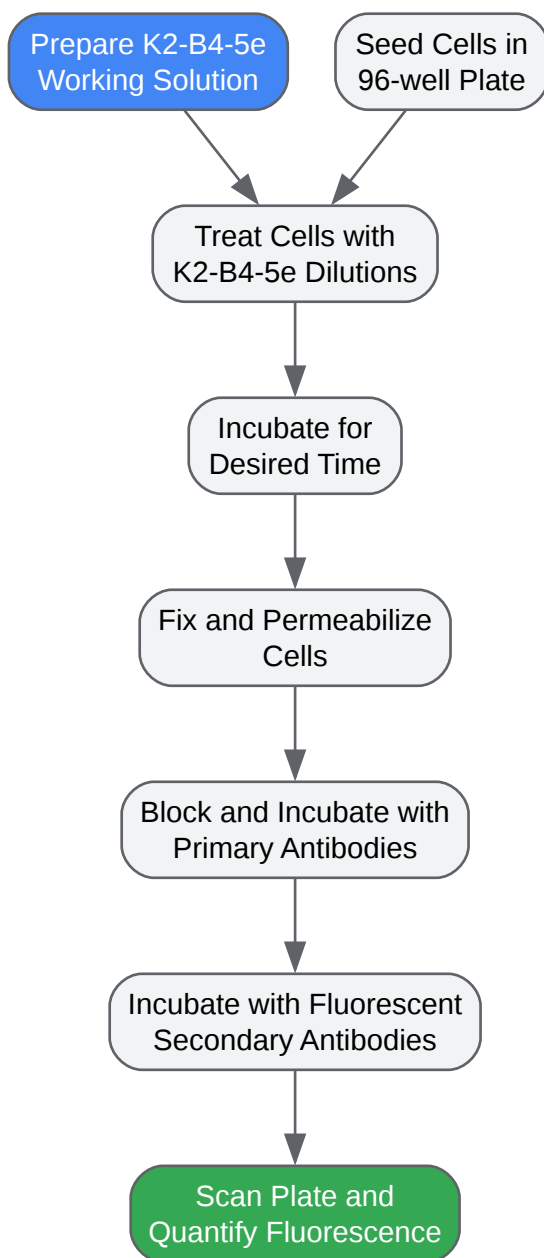 Prepare K2-B4-5e
Working Solution
Seed Cells in
96-well Plate
Treat Cells with
K2-B4-5e Dilutions
Incubate for
Desired Time
Fix and Permeabilize
Cells
Block and Incubate with
Primary Antibodies
Incubate with Fluorescent
Secondary Antibodies
Scan Plate and
Quantify Fluorescence